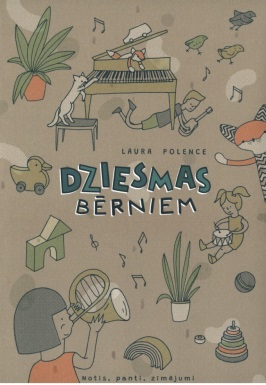 LAURA POLENCE
DZIESMAS
BĒRNIEM
Notis, panti, zīmējumi